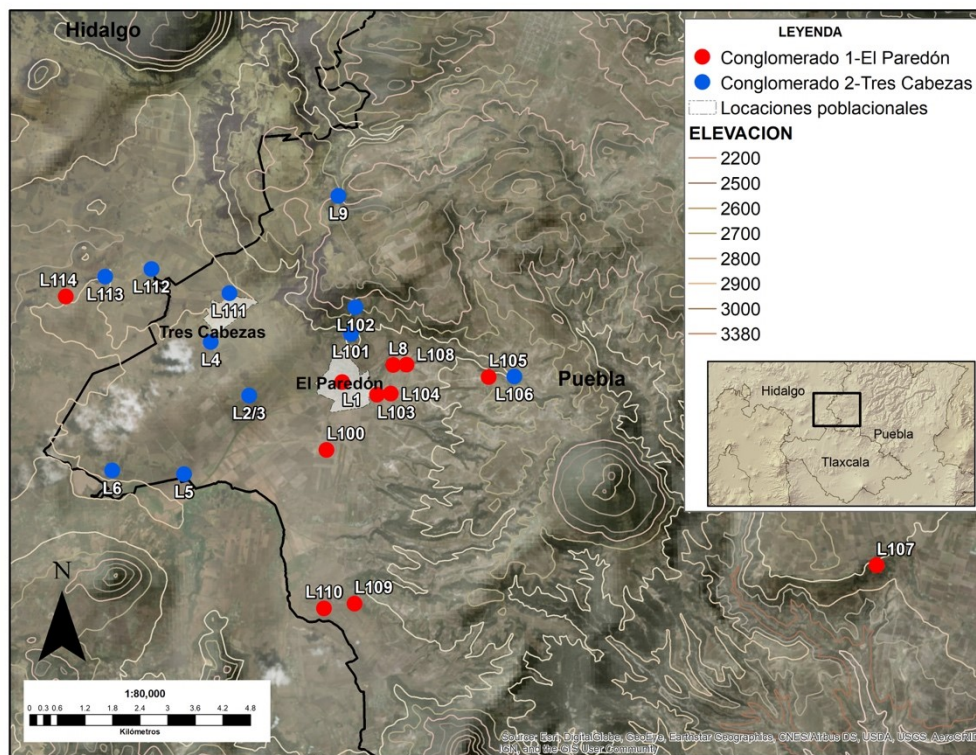 Hidalgo
LEYENDA
Conglomerado 1-El Paredón
Conglomerado 2-Tres Cabezas
Locaciones poblacionales
ELEVACION
2200
2500
2600
2700
2800
2900
3000
3380
L9
L114
L113
L112
L111
Tres Cabezas
L4
L102
L101
L8
L108
L105
L106
Puebla
El Paredón
L1
L104
L103
L2/3
L100
L6
L5
L110
L109
L107
Hidalgo
Puebla
Tlaxcala
N
1:80,000
0 0.3 0.6 1.2 1.8 2.4 3 3.6 4.2 4.8
Kilómetros
Source: Esri, DigitalGlobe, GeoEye, Earthstar Geographics, CNES/Airbus DS, USDA, USGS, AeroGRID,
IGN, and the GIS User Community